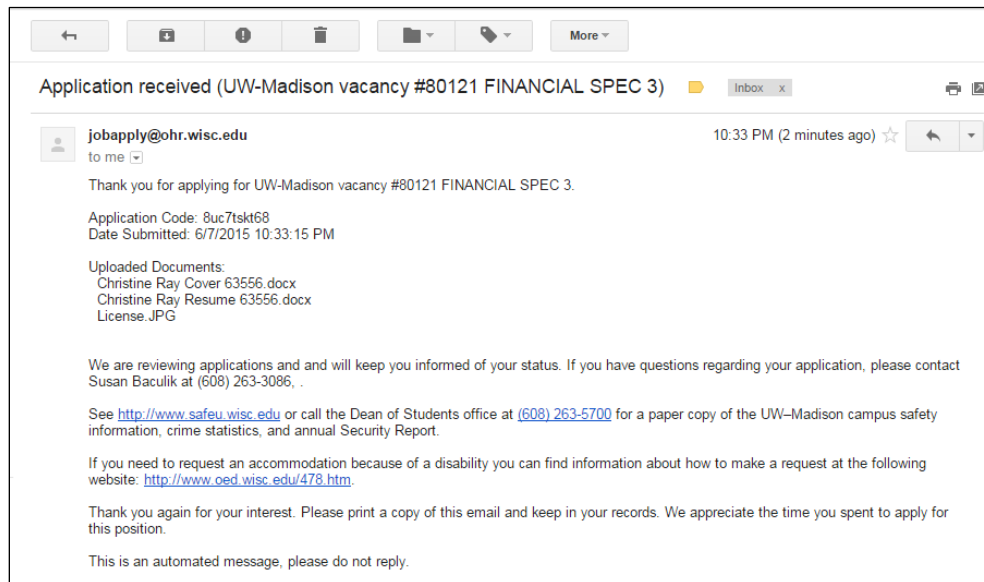 More
Application received (UW-Madison vacancy #80121 FINANCIAL SPEC 3)
Inbox x
jobapply@ohr.wisc.edu
10:33 PM (2 minutes ago)
to me
Thank you for applying for UW-Madison vacancy #80121 FINANCIAL SPEC 3.
Application Code: 8uc7tskt68
Date Submitted: 6/7/2015 10:33:15 PM
Uploaded Documents:
Christine Ray Cover 63556.docx
Christine Ray Resume 63556.docx
License.JPG
We are reviewing applications and and will keep you informed of your status. If you have questions regarding your application, please contact
Susan Baculik at (608) 263-3086, .
See http://www.safeu.wisc.edu or call the Dean of Students office at (608) 263-5700 for a paper copy of the UW–Madison campus safety
information, crime statistics, and annual Security Report.
If you need to request an accommodation because of a disability you can find information about how to make a request at the following
website: http://www.oed.wisc.edu/478.htm.
Thank you again for your interest. Please print a copy of this email and keep in your records. We appreciate the time you spent to apply for
this position.
This is an automated message, please do not reply.